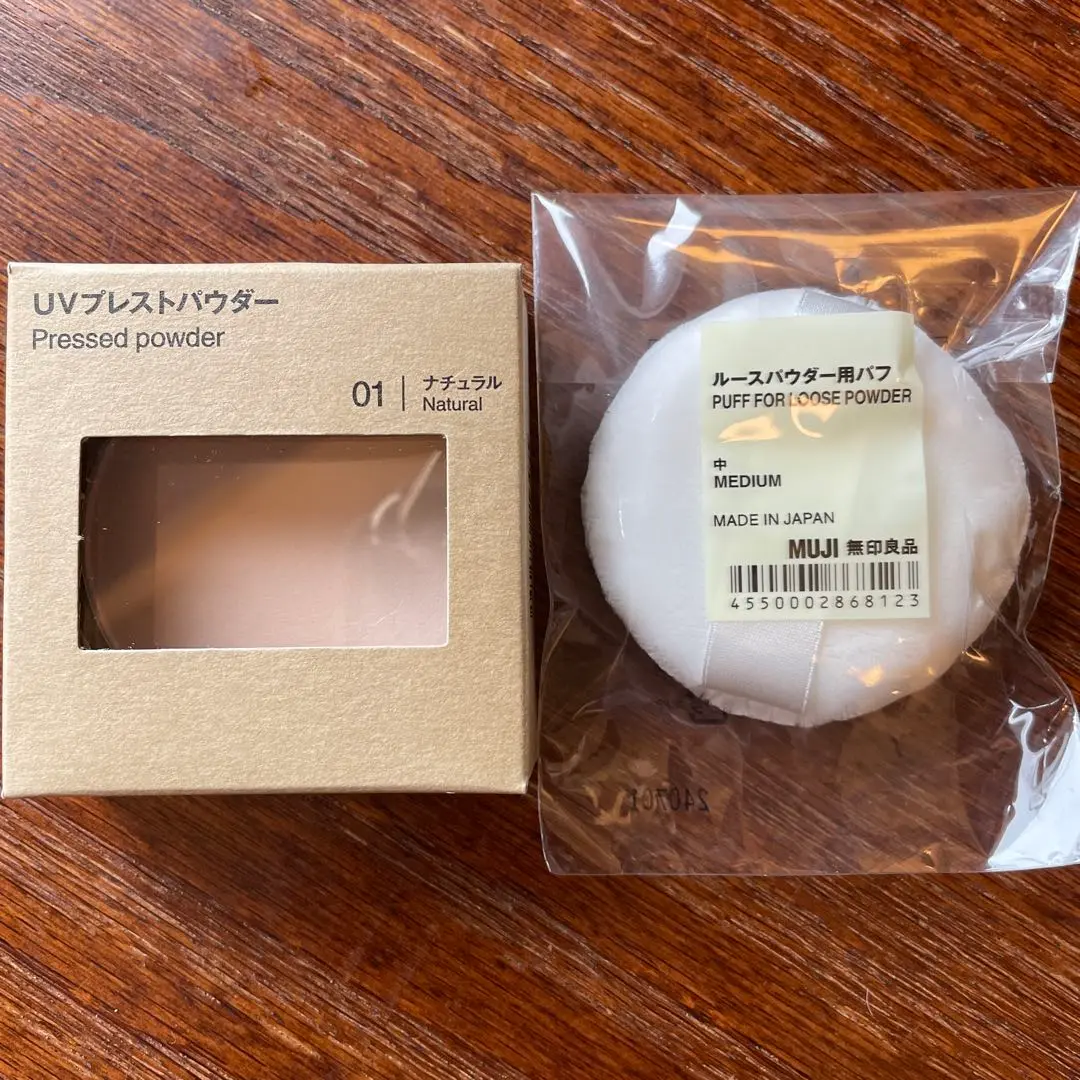 UVプレストパウダー
Pressed powder
01 | ナチュラル
Natural
ルースパウダー用パフ
PUFF FOR LOOSE POWDER
中
MEDIUM
MADE IN JAPAN
MUJI 無印良品
4550002868123
240701